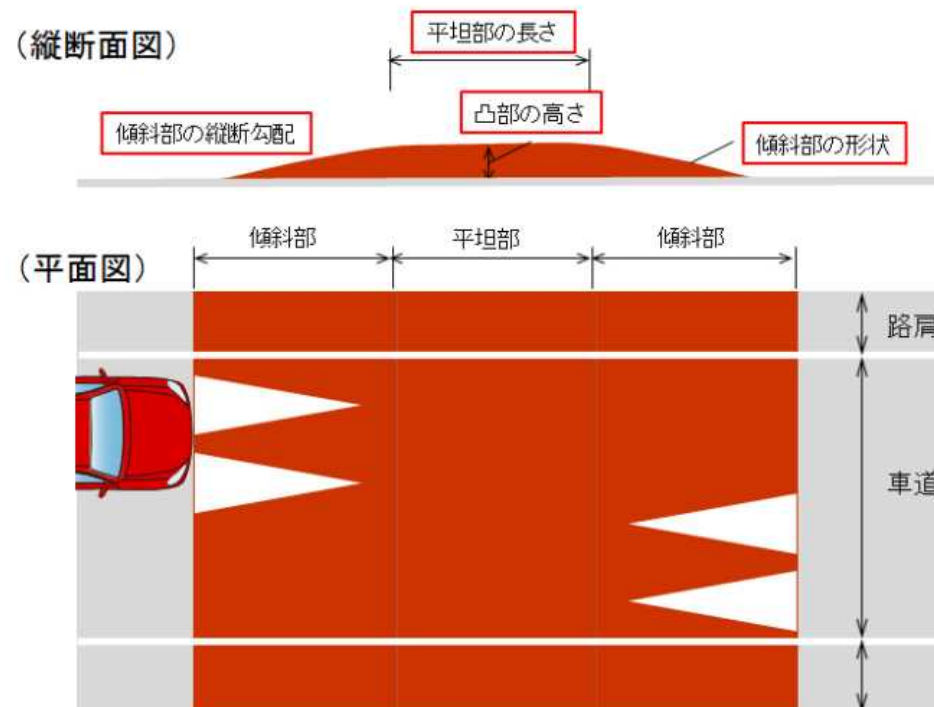 (縦断面図)
平坦部の長さ
凸部の高さ
傾斜部の縦断勾配
傾斜部の形状
傾斜部
平坦部
傾斜部
(平面図)
路肩
車道